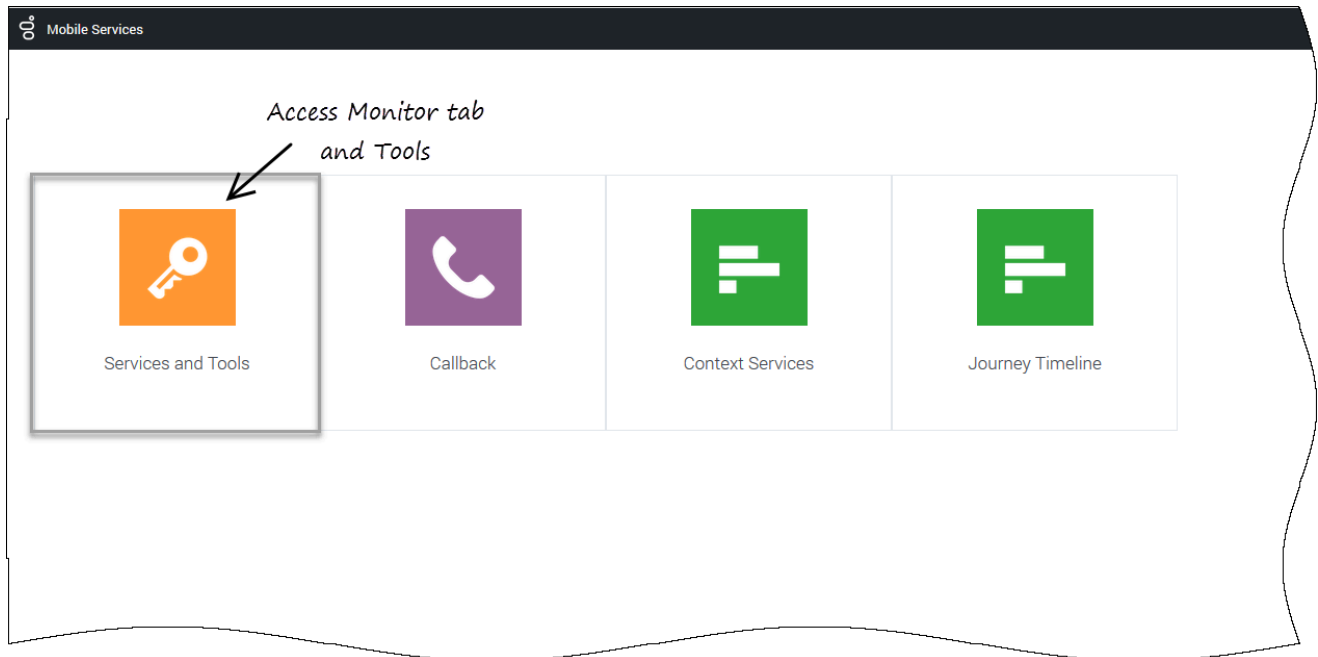 Mobile Services
Access Monitor tab
and Tools
Services and Tools
Callback
Context Services
Journey Timeline